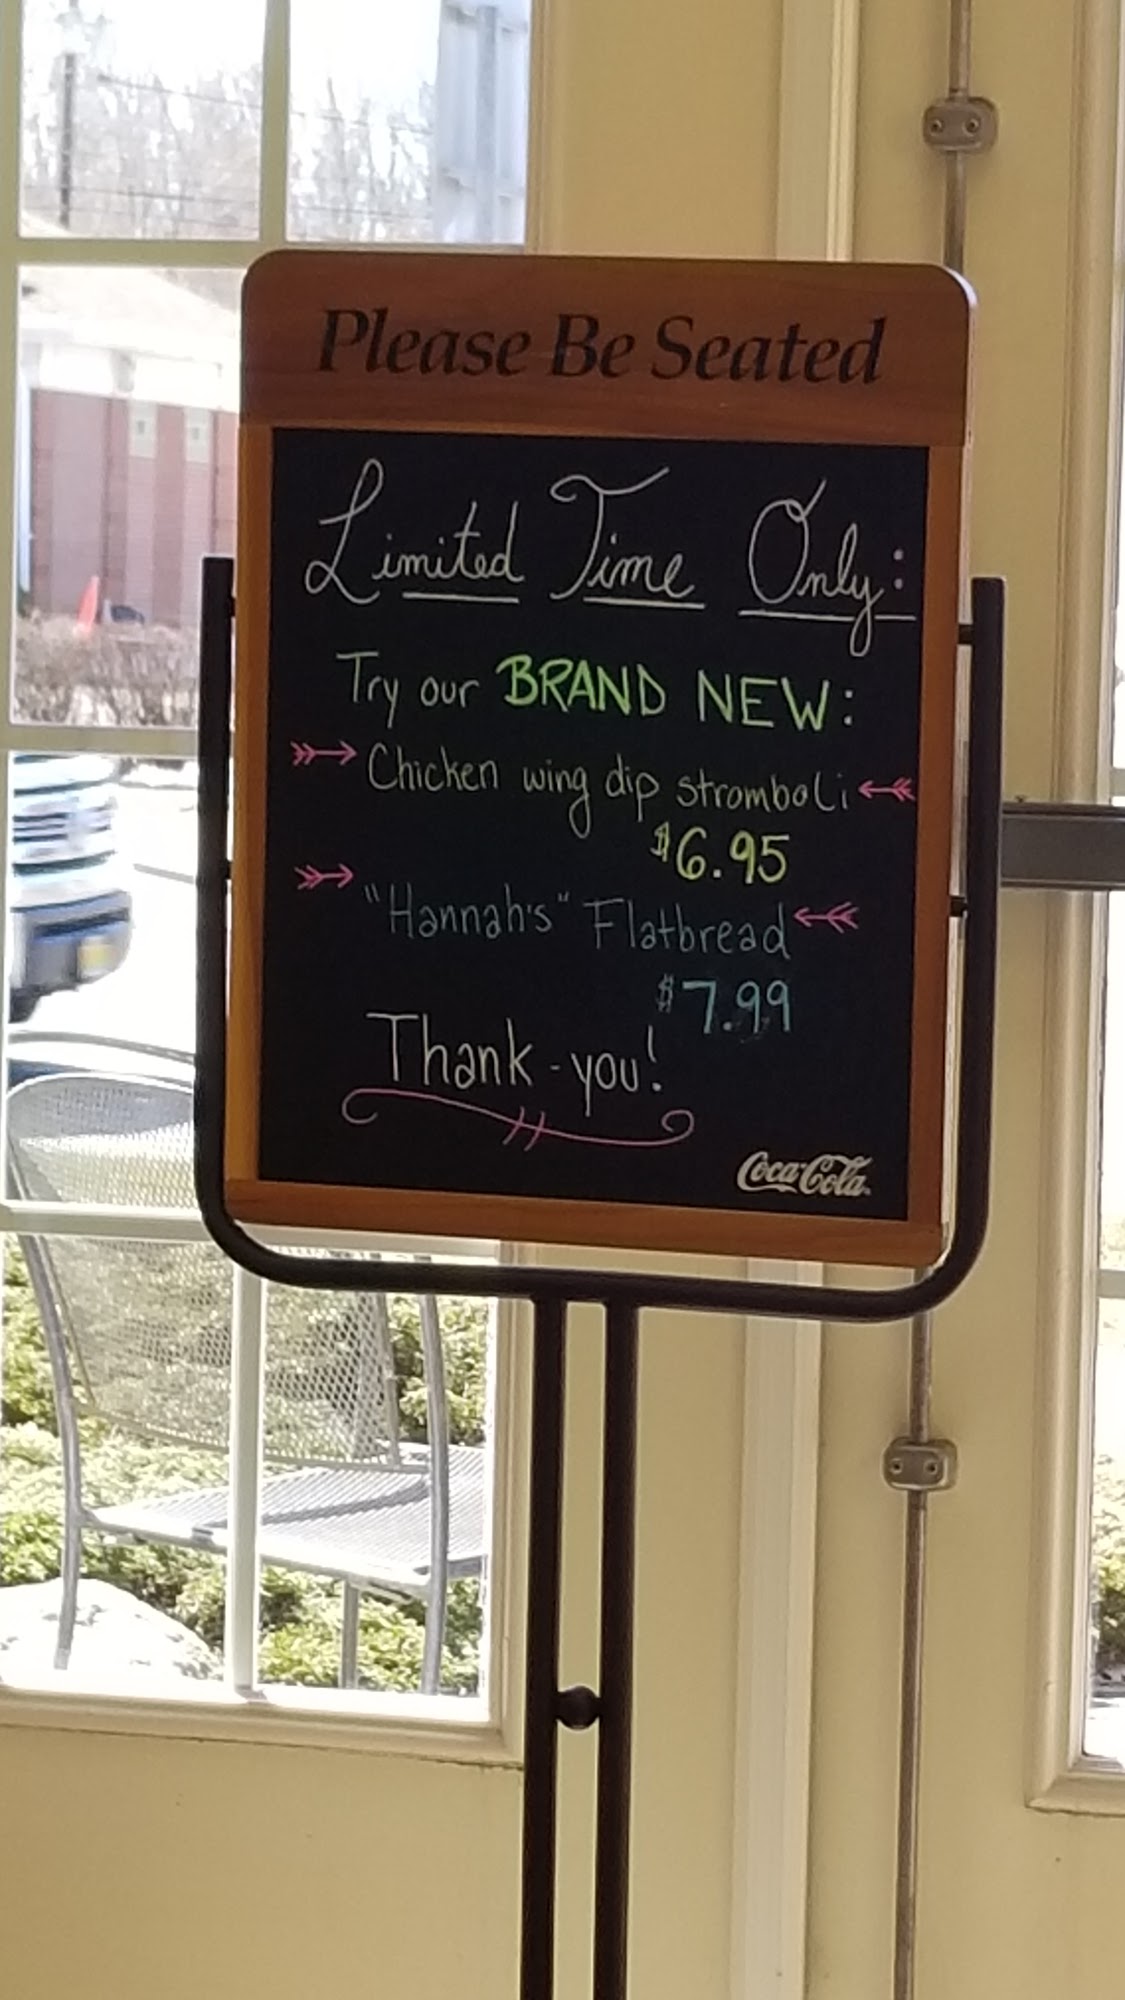 Please Be Seated
Limited Time Only:
Try our BRAND NEW:
Chicken wing dip stromboli
$6.95
"Hannah's" Flatbread
$7.99
Thank-you!
Coca-Cola